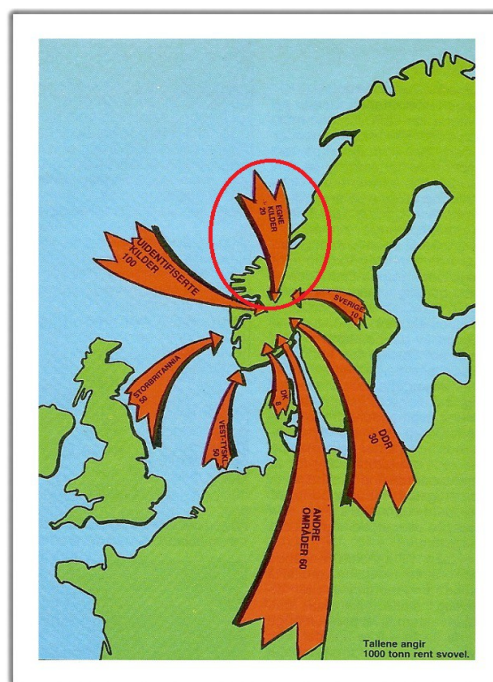 EGNE
KILDER
20
UIDENTIFISERTE
KILDER
100
SVERIGE
10
STORBRITANNIA
50
VEST-TYSKL.
50
DK
8
DDR
30
ANDRE
OMRÅDER 60
Tallene angir
1000 tonn rent svovel.